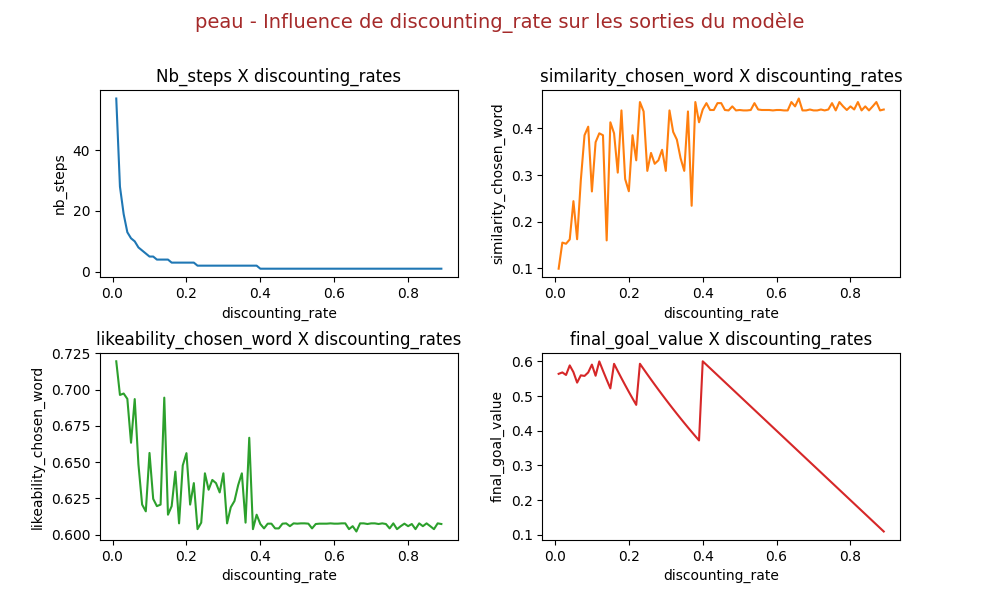 peau - Influence de discounting_rate sur les sorties du modèle
Nb_steps X discounting_rates
nb_steps
40
20
0
0.0 0.2 0.4 0.6 0.8
discounting_rate
similarity_chosen_word X discounting_rates
similarity_chosen_word
0.4
0.3
0.2
0.1
0.0 0.2 0.4 0.6 0.8
discounting_rate
likeability_chosen_word X discounting_rates
likeability_chosen_word
0.725
0.700
0.675
0.650
0.625
0.600
0.0 0.2 0.4 0.6 0.8
discounting_rate
final_goal_value X discounting_rates
final_goal_value
0.6
0.5
0.4
0.3
0.2
0.1
0.0 0.2 0.4 0.6 0.8
discounting_rate